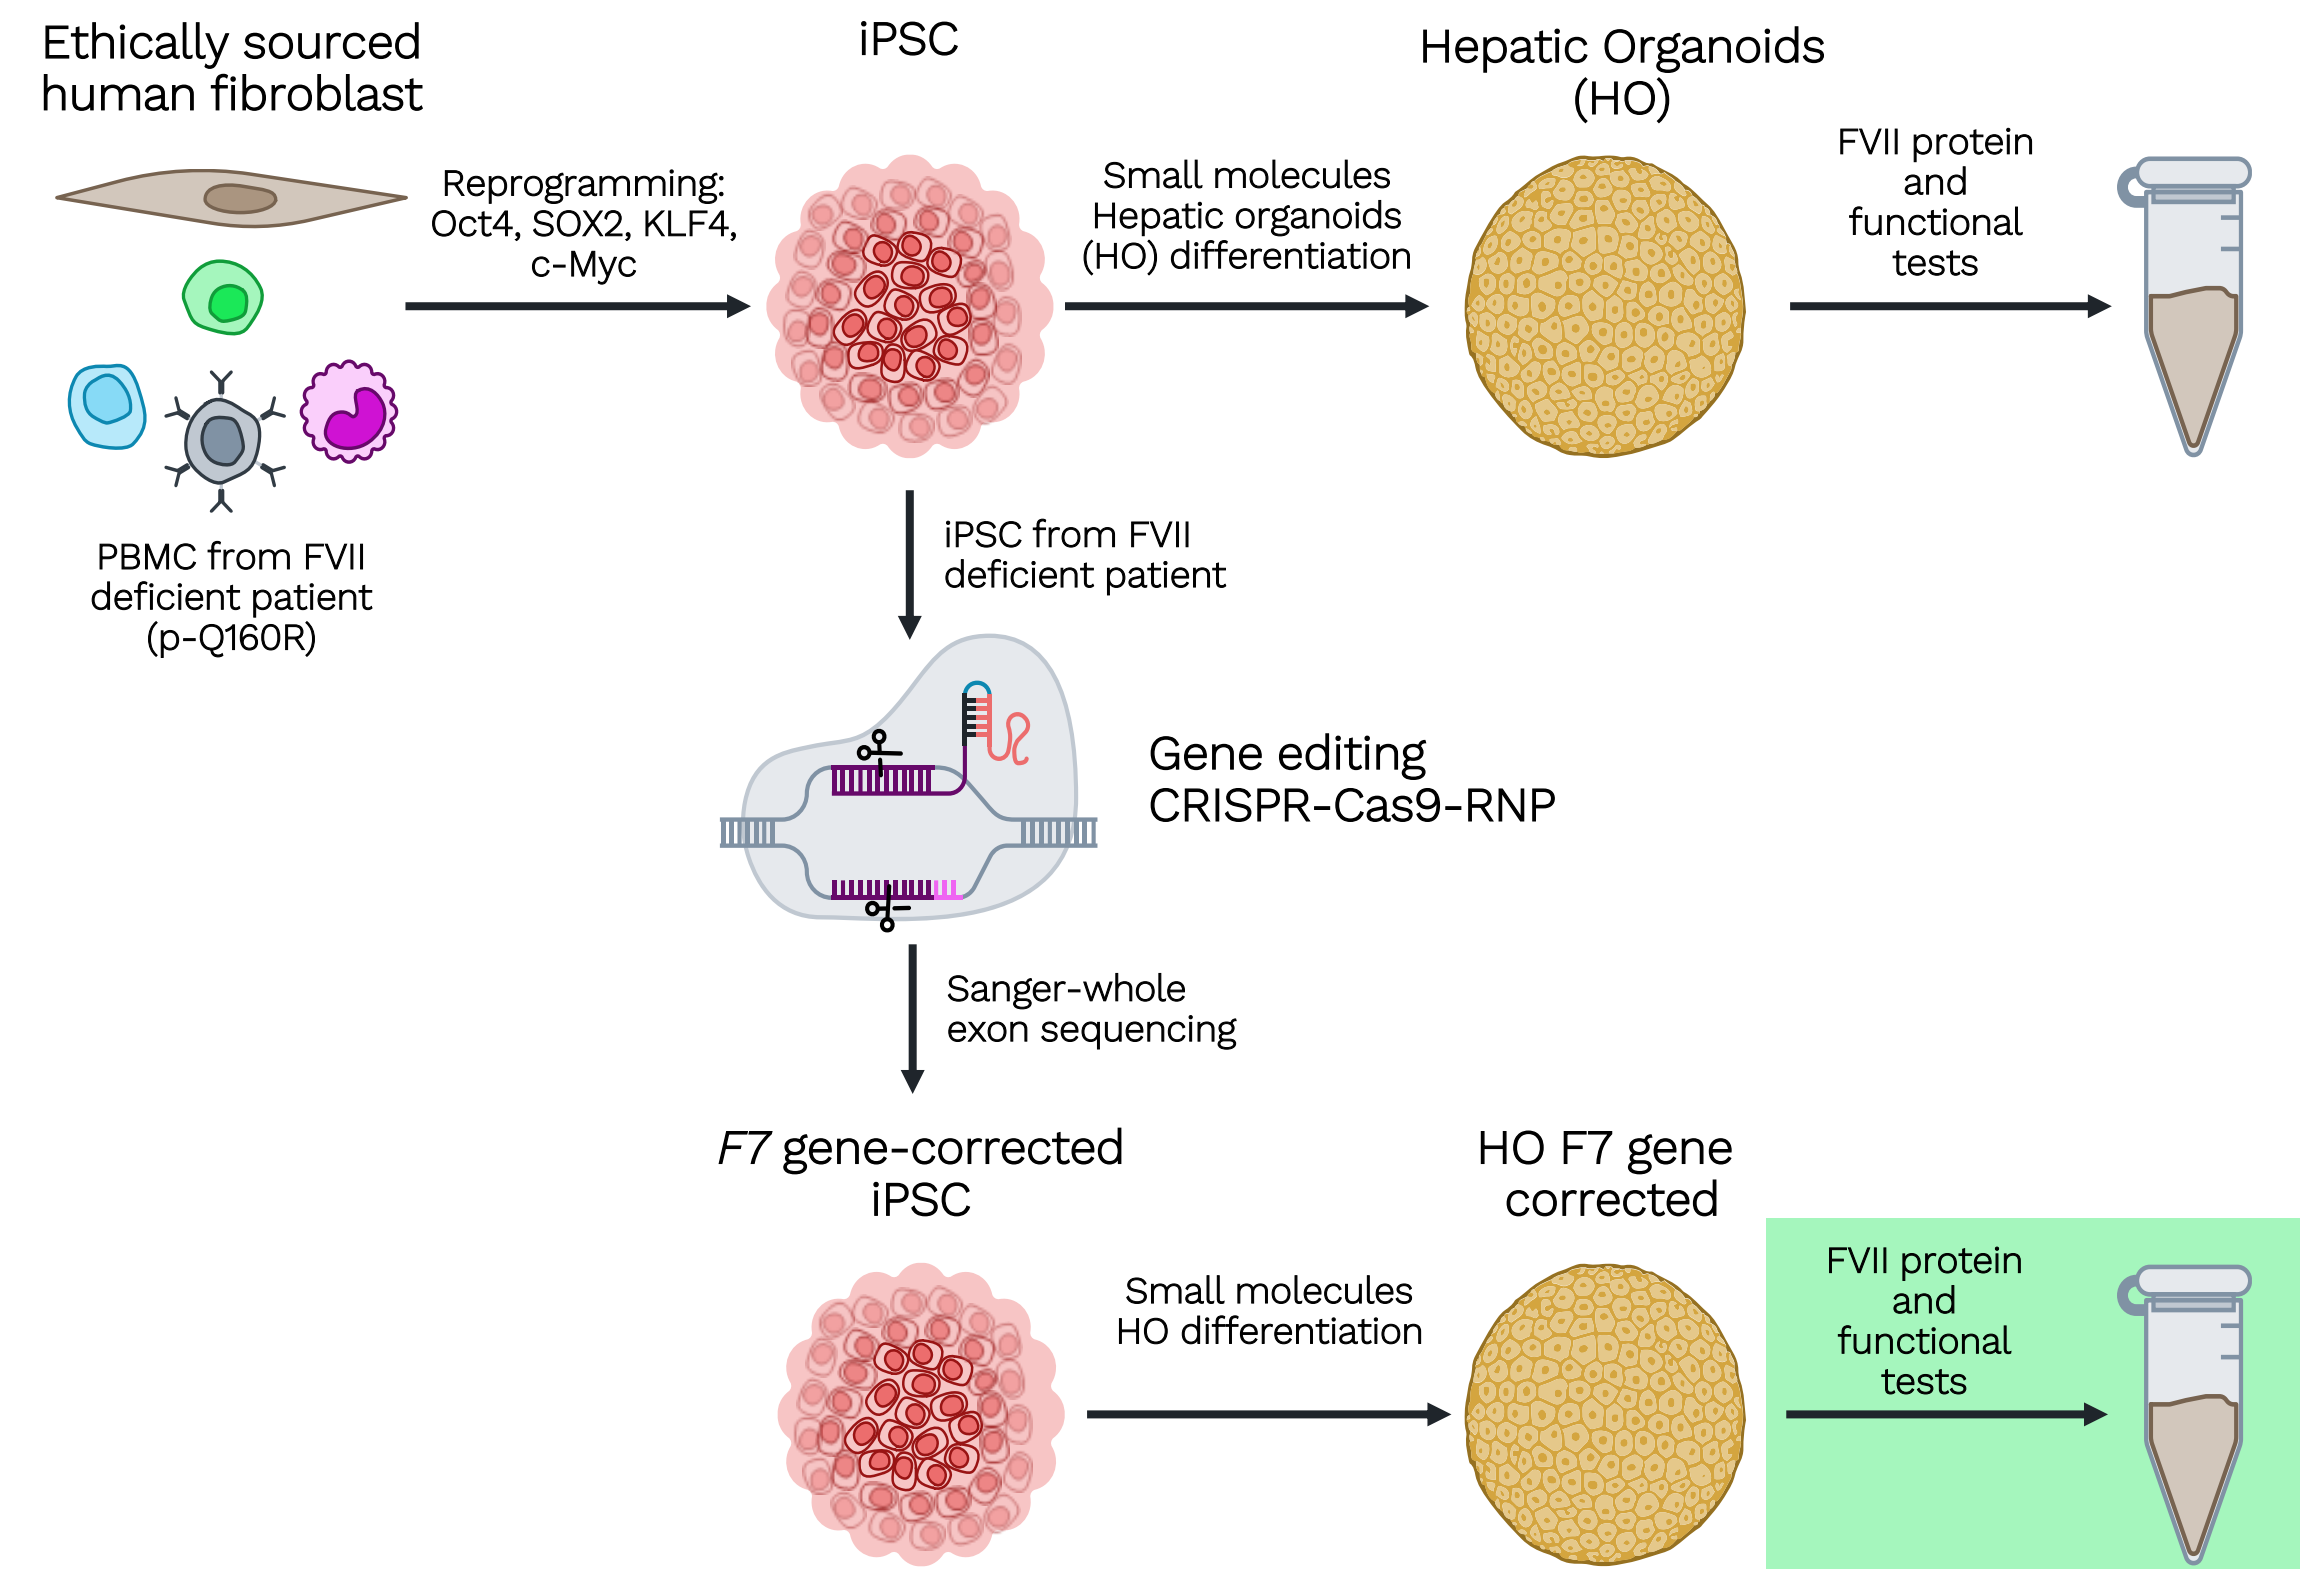 Ethically sourced
human fibroblast
iPSC
Hepatic Organoids
(HO)
Reprogramming:
Oct4, SOX2, KLF4,
c-Myc
Small molecules
Hepatic organoids
(HO) differentiation
FVII protein
and
functional
tests
PBMC from FVII
deficient patient
(p-Q160R)
iPSC from FVII
deficient patient
Gene editing
CRISPR-Cas9-RNP
Sanger-whole
exon sequencing
F7 gene-corrected
iPSC
HO F7 gene
corrected
Small molecules
HO differentiation
FVII protein
and
functional
tests